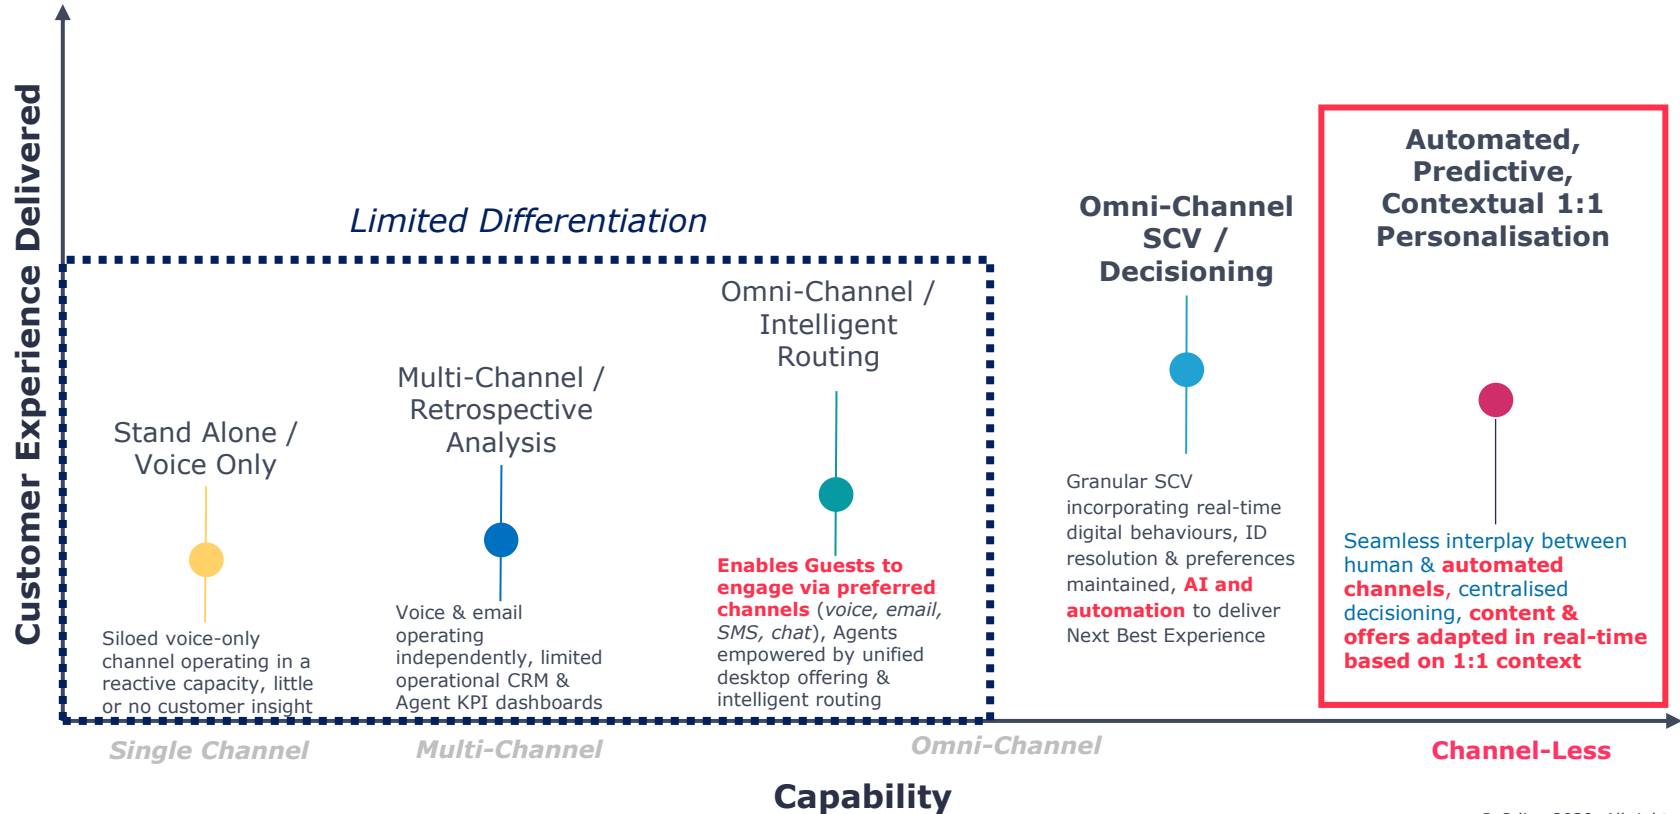 Customer Experience Delivered
Limited Differentiation
Stand Alone /
Voice Only
Siloed voice-only
channel operating in a
reactive capacity, little
or no customer insight
Multi-Channel /
Retrospective
Analysis
Voice & email
operating
independently, limited
operational CRM &
Agent KPI dashboards
Omni-Channel /
Intelligent
Routing
Enables Guests to
engage via preferred
channels (voice, email,
SMS, chat), Agents
empowered by unified
desktop offering &
intelligent routing
Omni-Channel
SCV /
Decisioning
Granular SCV
incorporating real-time
digital behaviours, ID
resolution & preferences
maintained, AI and
automation to deliver
Next Best Experience
Automated,
Predictive,
Contextual 1:1
Personalisation
Seamless interplay between
human & automated
channels, centralised
decisioning, content &
offers adapted in real-time
based on 1:1 context
Single Channel
Multi-Channel
Omni-Channel
Channel-Less
Capability